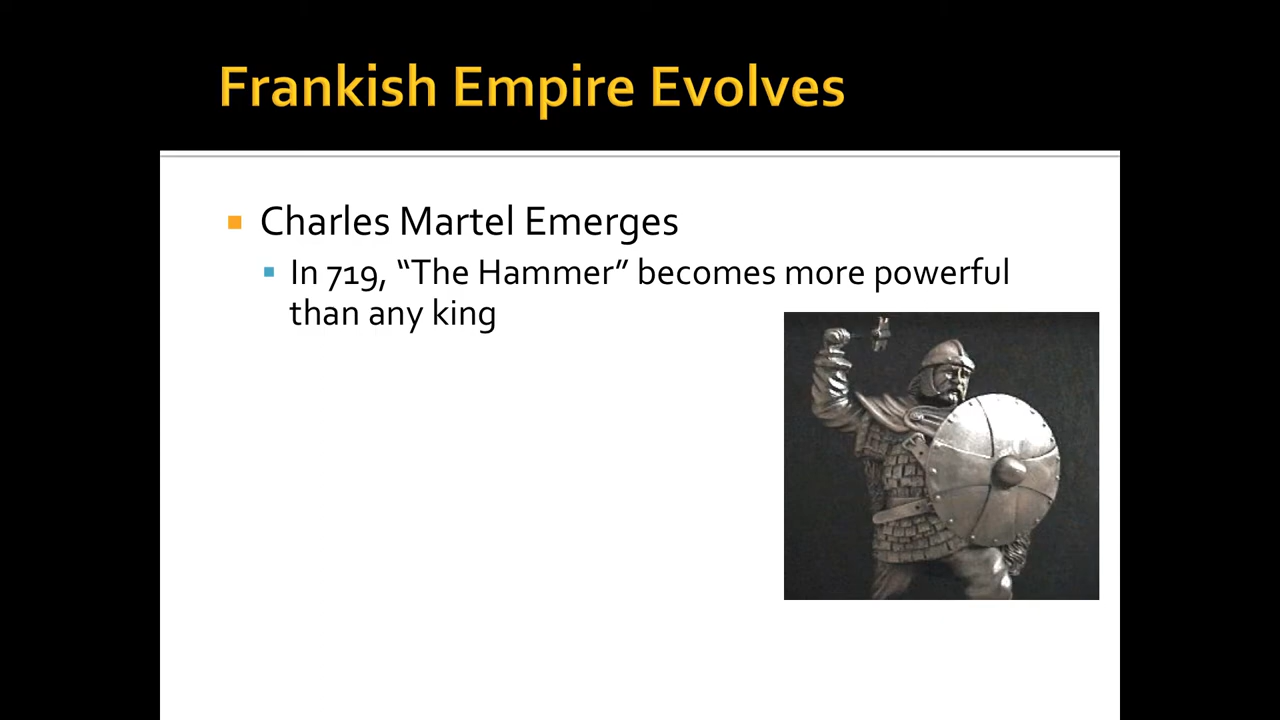 Frankish Empire Evolves
Charles Martel Emerges
In 719, “The Hammer” becomes more powerful
than any king